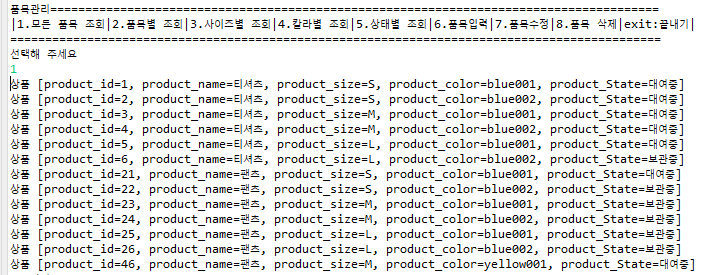 품목관리=========================================================================
|1.모든 품목 조회|2.품목별 조회|3.사이즈별 조회|4.칼라별 조회|5.상태별 조회|6.품목입력|7.품목수정|8.품목 삭제|exit:끝내기|
==============================================================================
선택해 주세요
1
상품 [product_id=1, product_name=티셔츠, product_size=S, product_color=blue001, product_State=대여중]
상품 [product_id=2, product_name=티셔츠, product_size=S, product_color=blue002, product_State=대여중]
상품 [product_id=3, product_name=티셔츠, product_size=M, product_color=blue001, product_State=대여중]
상품 [product_id=4, product_name=티셔츠, product_size=M, product_color=blue002, product_State=대여중]
상품 [product_id=5, product_name=티셔츠, product_size=L, product_color=blue001, product_State=대여중]
상품 [product_id=6, product_name=티셔츠, product_size=L, product_color=blue002, product_State=보관중]
상품 [product_id=21, product_name=팬츠, product_size=S, product_color=blue001, product_State=대여중]
상품 [product_id=22, product_name=팬츠, product_size=S, product_color=blue002, product_State=보관중]
상품 [product_id=23, product_name=팬츠, product_size=M, product_color=blue001, product_State=보관중]
상품 [product_id=24, product_name=팬츠, product_size=M, product_color=blue002, product_State=보관중]
상품 [product_id=25, product_name=팬츠, product_size=L, product_color=blue001, product_State=보관중]
상품 [product_id=26, product_name=팬츠, product_size=L, product_color=blue002, product_State=보관중]
상품 [product_id=46, product_name=팬츠, product_size=M, product_color=yellow001, product_State=대여중]